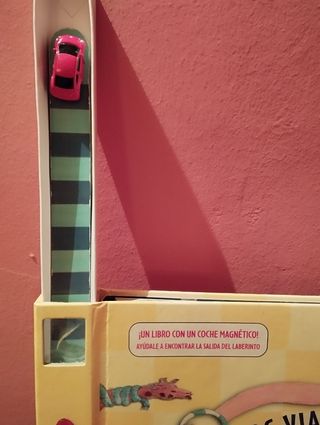 ¡UN LIBRO CON UN COCHE MAGNÉTICO!
AYÚDALE A ENCONTRAR LA SALIDA DEL LABERINTO